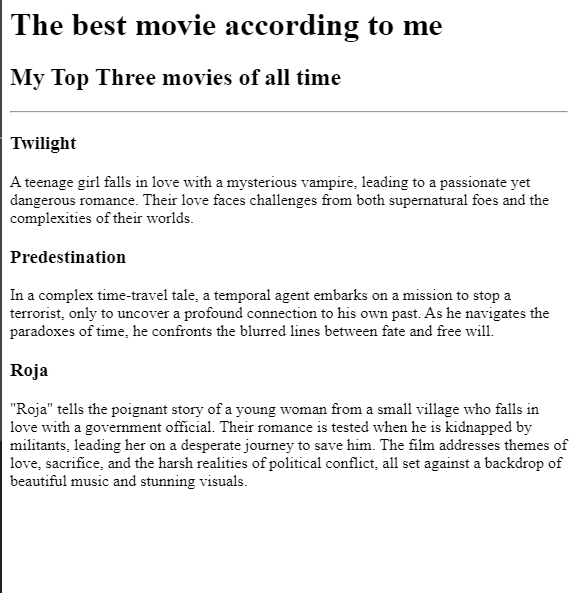 The best movie according to me
My Top Three movies of all time
Twilight
A teenage girl falls in love with a mysterious vampire, leading to a passionate yet
dangerous romance. Their love faces challenges from both supernatural foes and the
complexities of their worlds.
Predestination
In a complex time-travel tale, a temporal agent embarks on a mission to stop a
terrorist, only to uncover a profound connection to his own past. As he navigates the
paradoxes of time, he confronts the blurred lines between fate and free will.
Roja
"Roja" tells the poignant story of a young woman from a small village who falls in
love with a government official. Their romance is tested when he is kidnapped by
militants, leading her on a desperate journey to save him. The film addresses themes of
love, sacrifice, and the harsh realities of political conflict, all set against a backdrop of
beautiful music and stunning visuals.